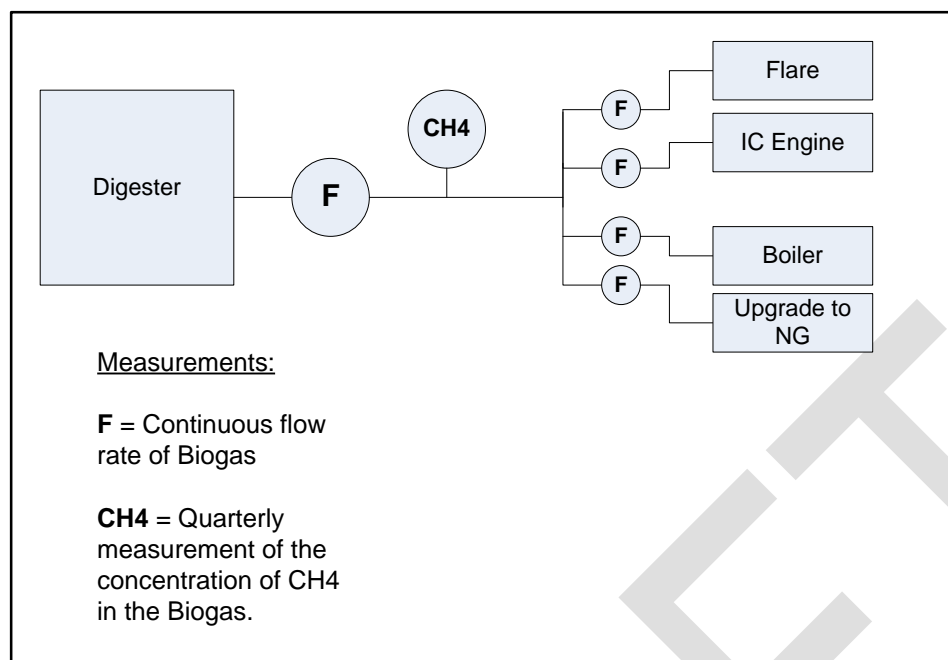 Digester
F
CH4
F
Flare
F
IC Engine
F
Boiler
F
Upgrade to
NG
Measurements:
F = Continuous flow
rate of Biogas
CH4 = Quarterly
measurement of the
concentration of CH4
in the Biogas.